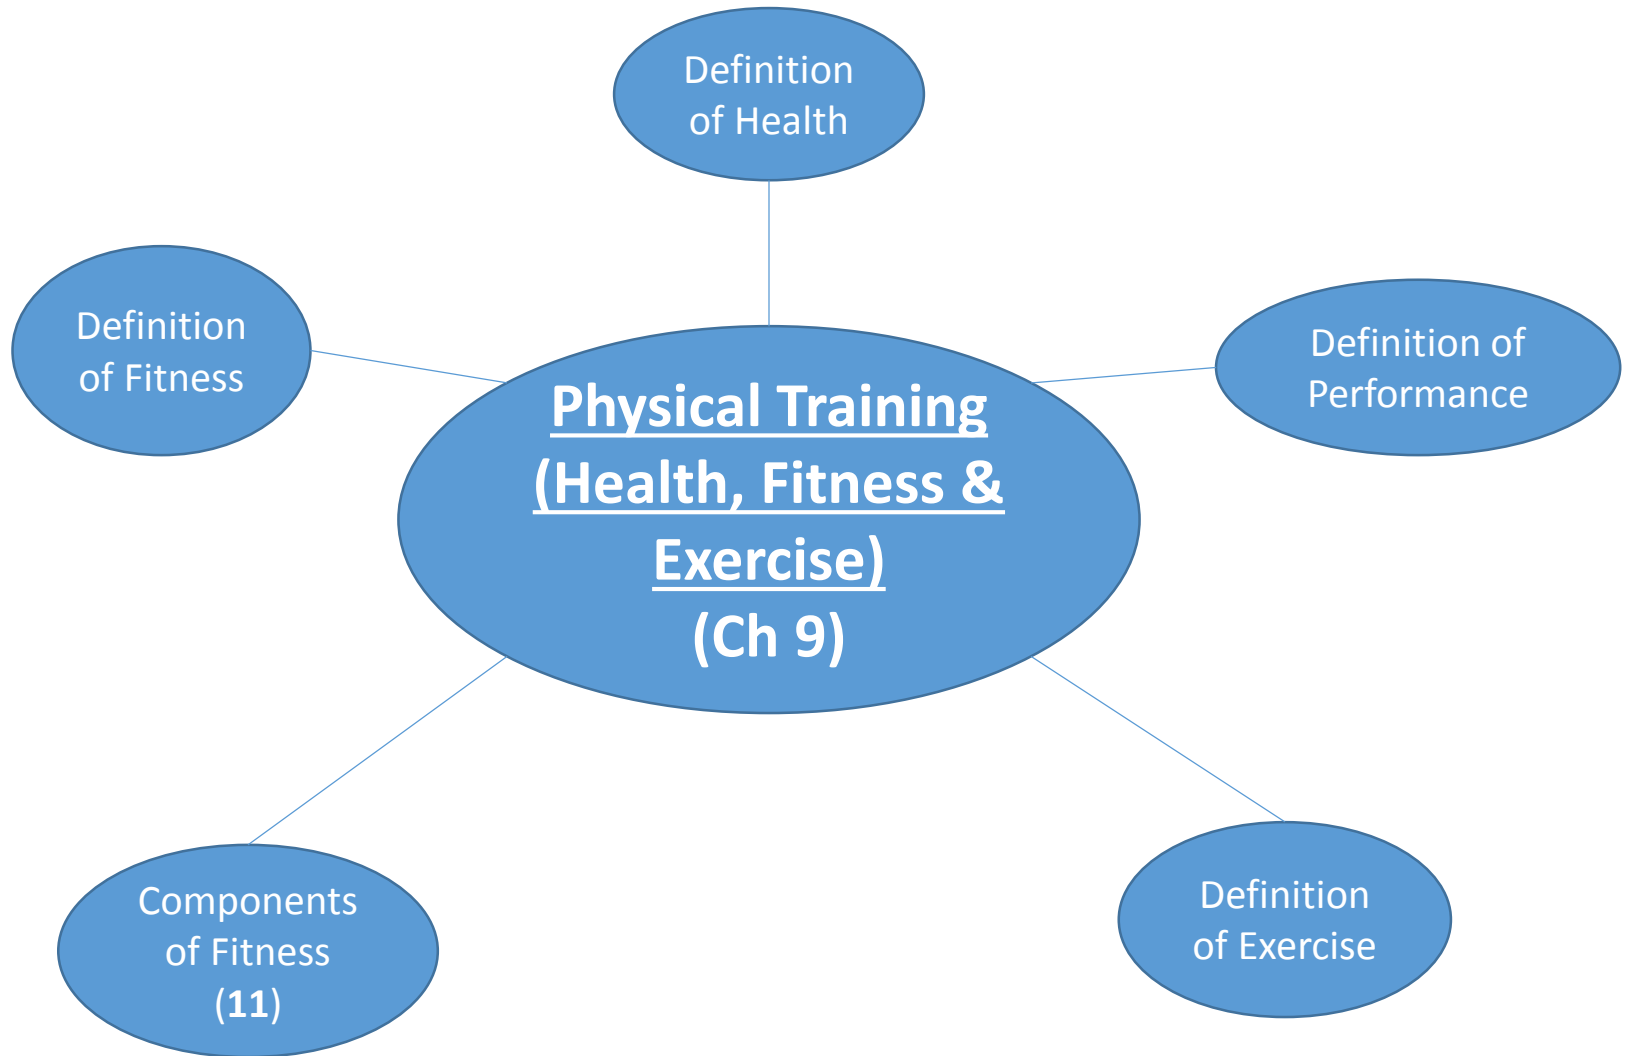 Definition
of Health
Definition
of Fitness
Definition of
Performance
Physical Training
(Health, Fitness &
Exercise)
(Ch 9)
Components
of Fitness
(11)
Definition
of Exercise